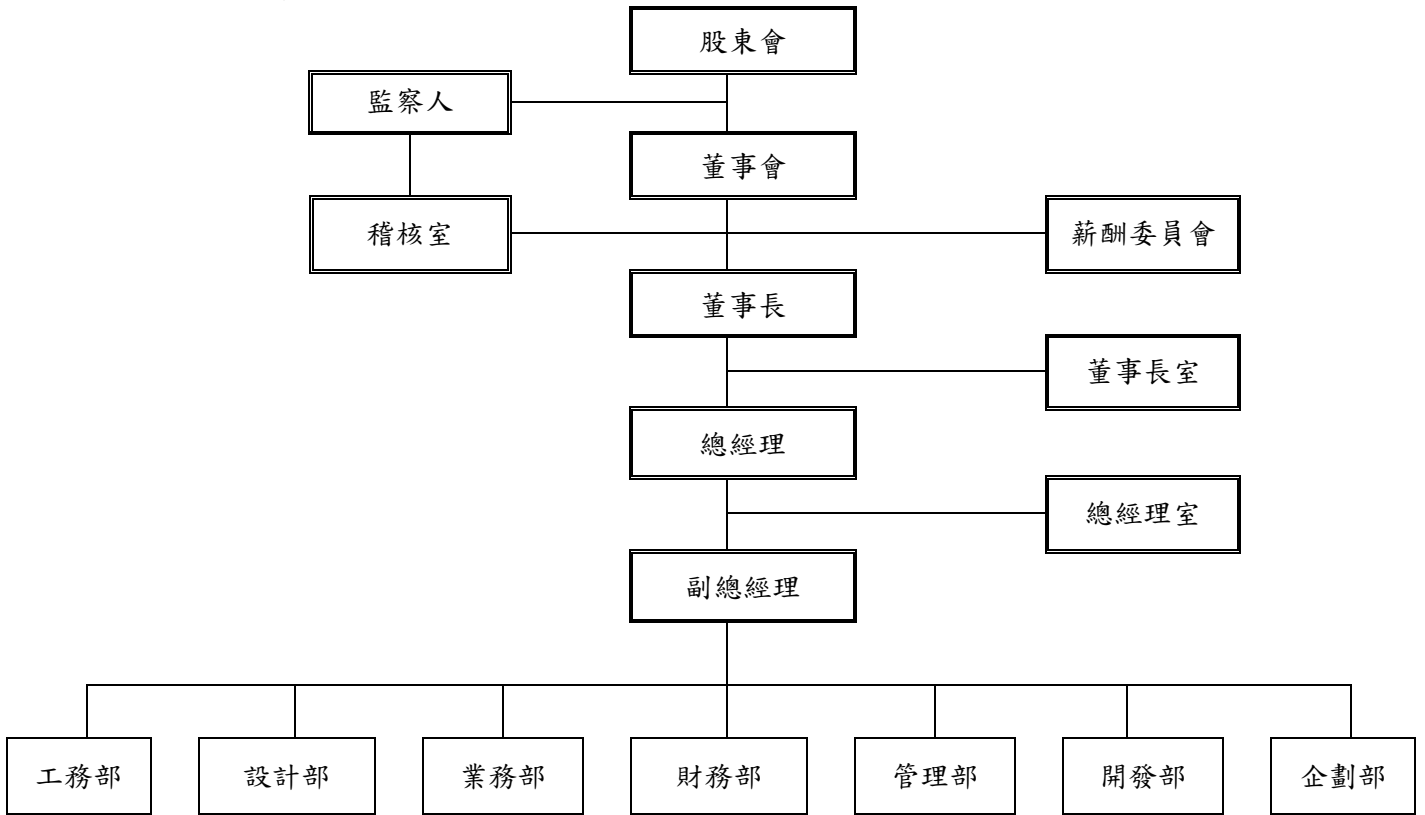 股東會
監察人
董事會
稽核室
薪酬委員會
董事長
董事長室
總經理
總經理室
副總經理
工務部
設計部
業務部
財務部
管理部
開發部
企劃部